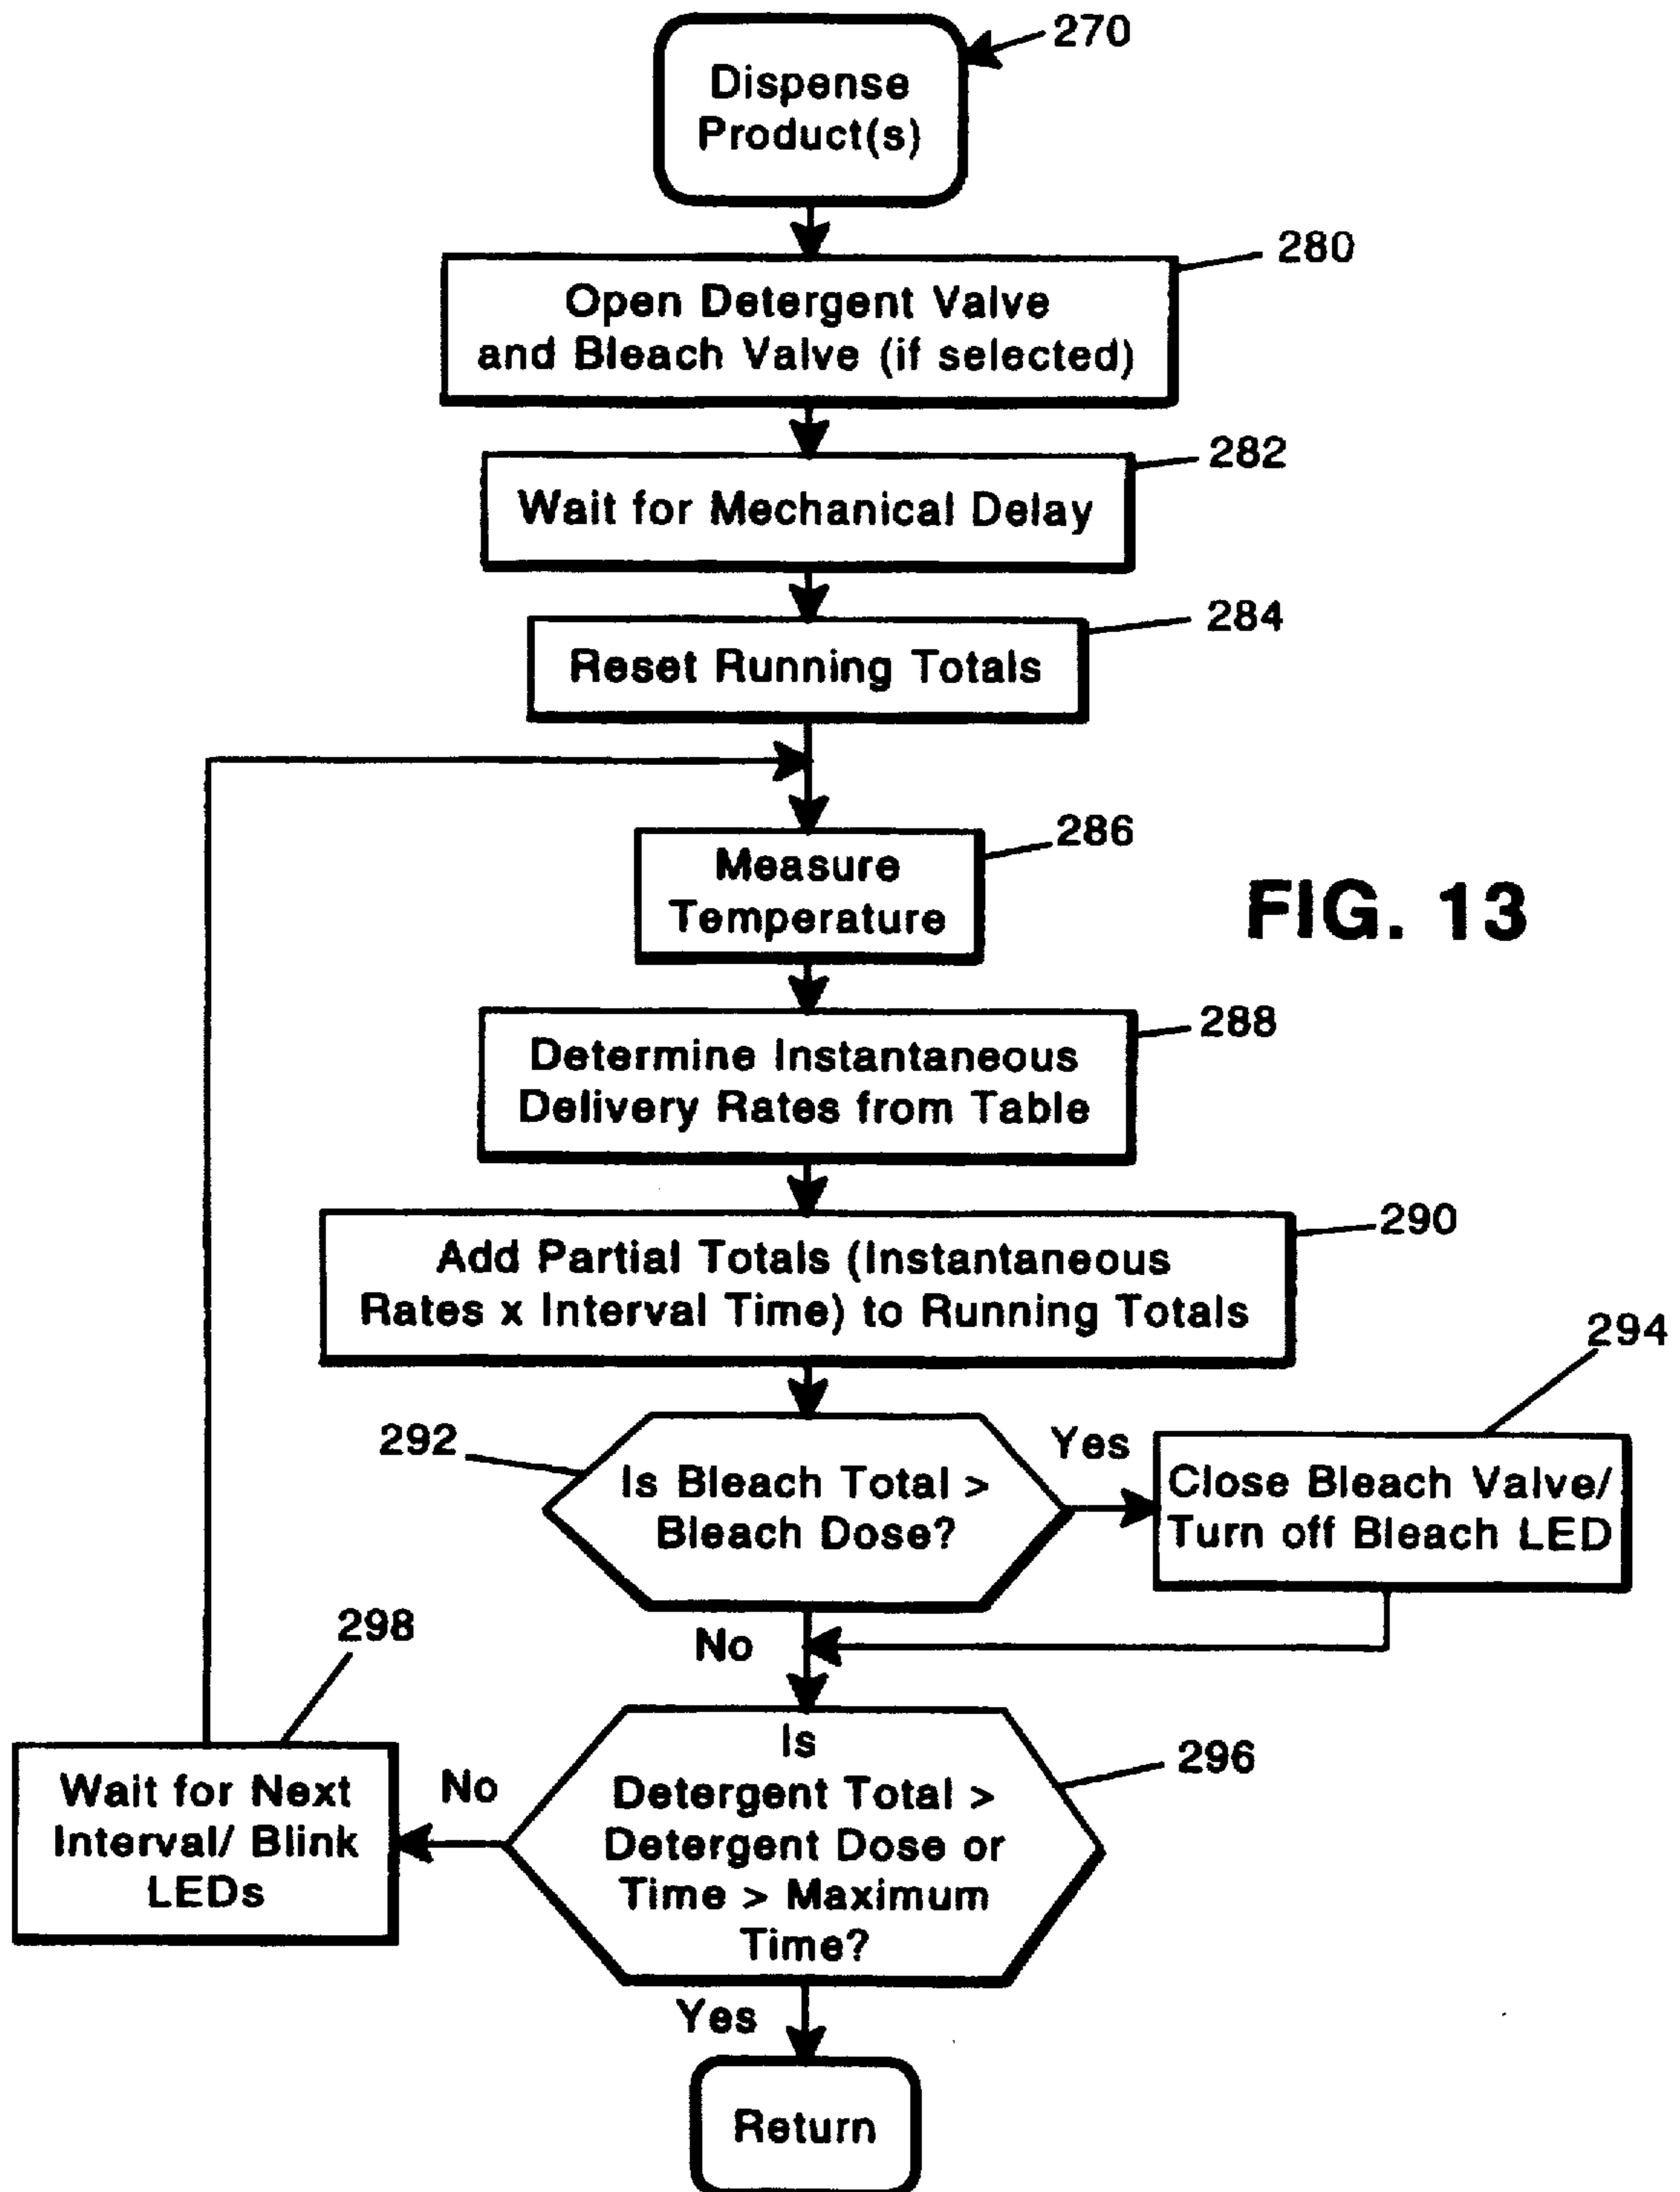 270
Dispense
Product(s)
280
Open Detergent Valve
and Bleach Valve (if selected)
282
Wait for Mechanical Delay
284
Reset Running Totals
286
Measure
Temperature
FIG. 13
288
Determine Instantaneous
Delivery Rates from Table
290
Add Partial Totals (Instantaneous
Rates x Interval Time) to Running Totals
294
292
Is Bleach Total >
Bleach Dose?
Yes
Close Bleach Valve/
Turn off Bleach LED
No
298
Wait for Next
Interval/ Blink
LEDs
No
296
Is
Detergent Total >
Detergent Dose or
Time > Maximum
Time?
Yes
Return